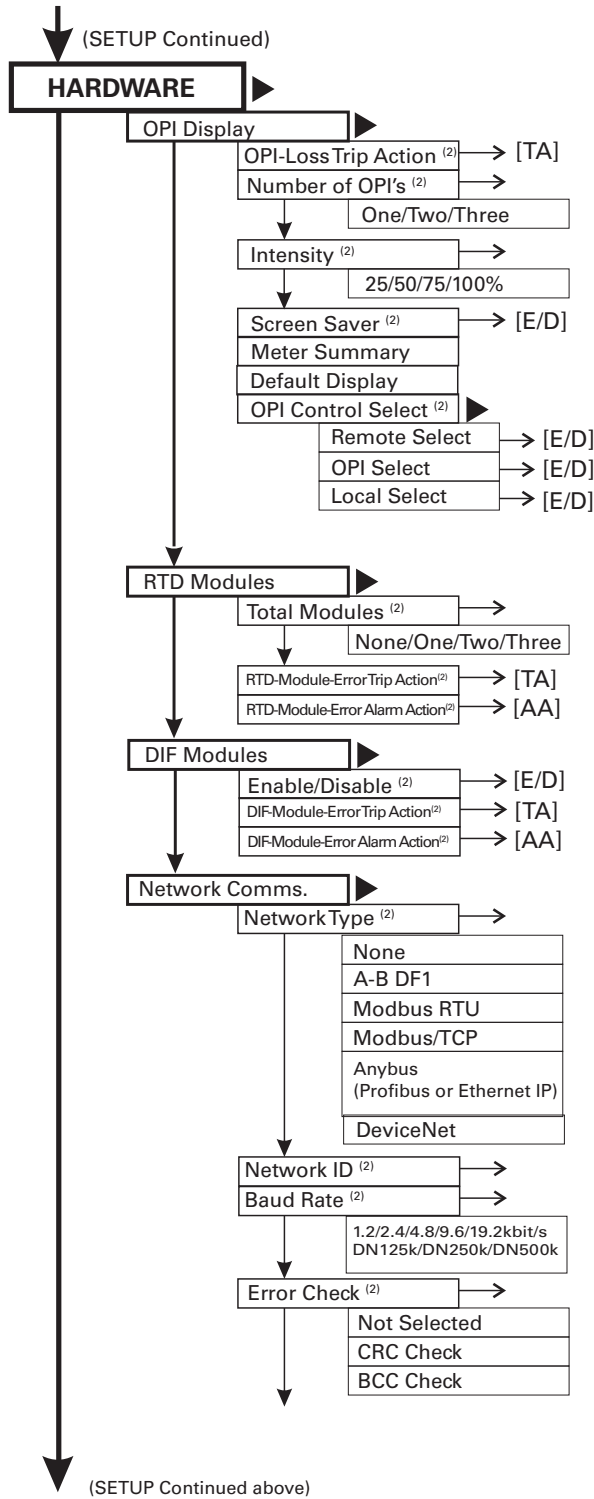 (SETUP Continued)
HARDWARE
OPI Display
OPI-Loss Trip Action (2) [TA]
Number of OPI's (2)
One/Two/Three
Intensity (2)
25/50/75/100%
Screen Saver (2) [E/D]
Meter Summary
Default Display
OPI Control Select (2)
Remote Select [E/D]
OPI Select [E/D]
Local Select [E/D]
RTD Modules
Total Modules (2)
None/One/Two/Three
RTD-Module-Error Trip Action(2) [TA]
RTD-Module-Error Alarm Action(2) [AA]
DIF Modules
Enable/Disable (2) [E/D]
DIF-Module-Error Trip Action(2) [TA]
DIF-Module-Error Alarm Action(2) [AA]
Network Comms.
Network Type (2)
None
A-B DF1
Modbus RTU
Modbus/TCP
Anybus
(Profibus or Ethernet IP)
DeviceNet
Network ID (2)
Baud Rate (2)
1.2/2.4/4.8/9.6/19.2kbit/s
DN125k/DN250k/DN500k
Error Check (2)
Not Selected
CRC Check
BCC Check
(SETUP Continued above)